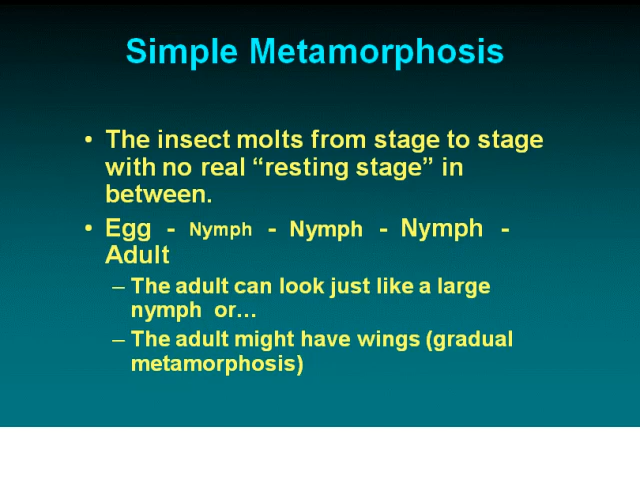 Simple Metamorphosis
• The insect molts from stage to stage
with no real “resting stage” in
between.
• Egg - Nymph - Nymph - Nymph -
Adult
– The adult can look just like a large
nymph or…
– The adult might have wings (gradual
metamorphosis)